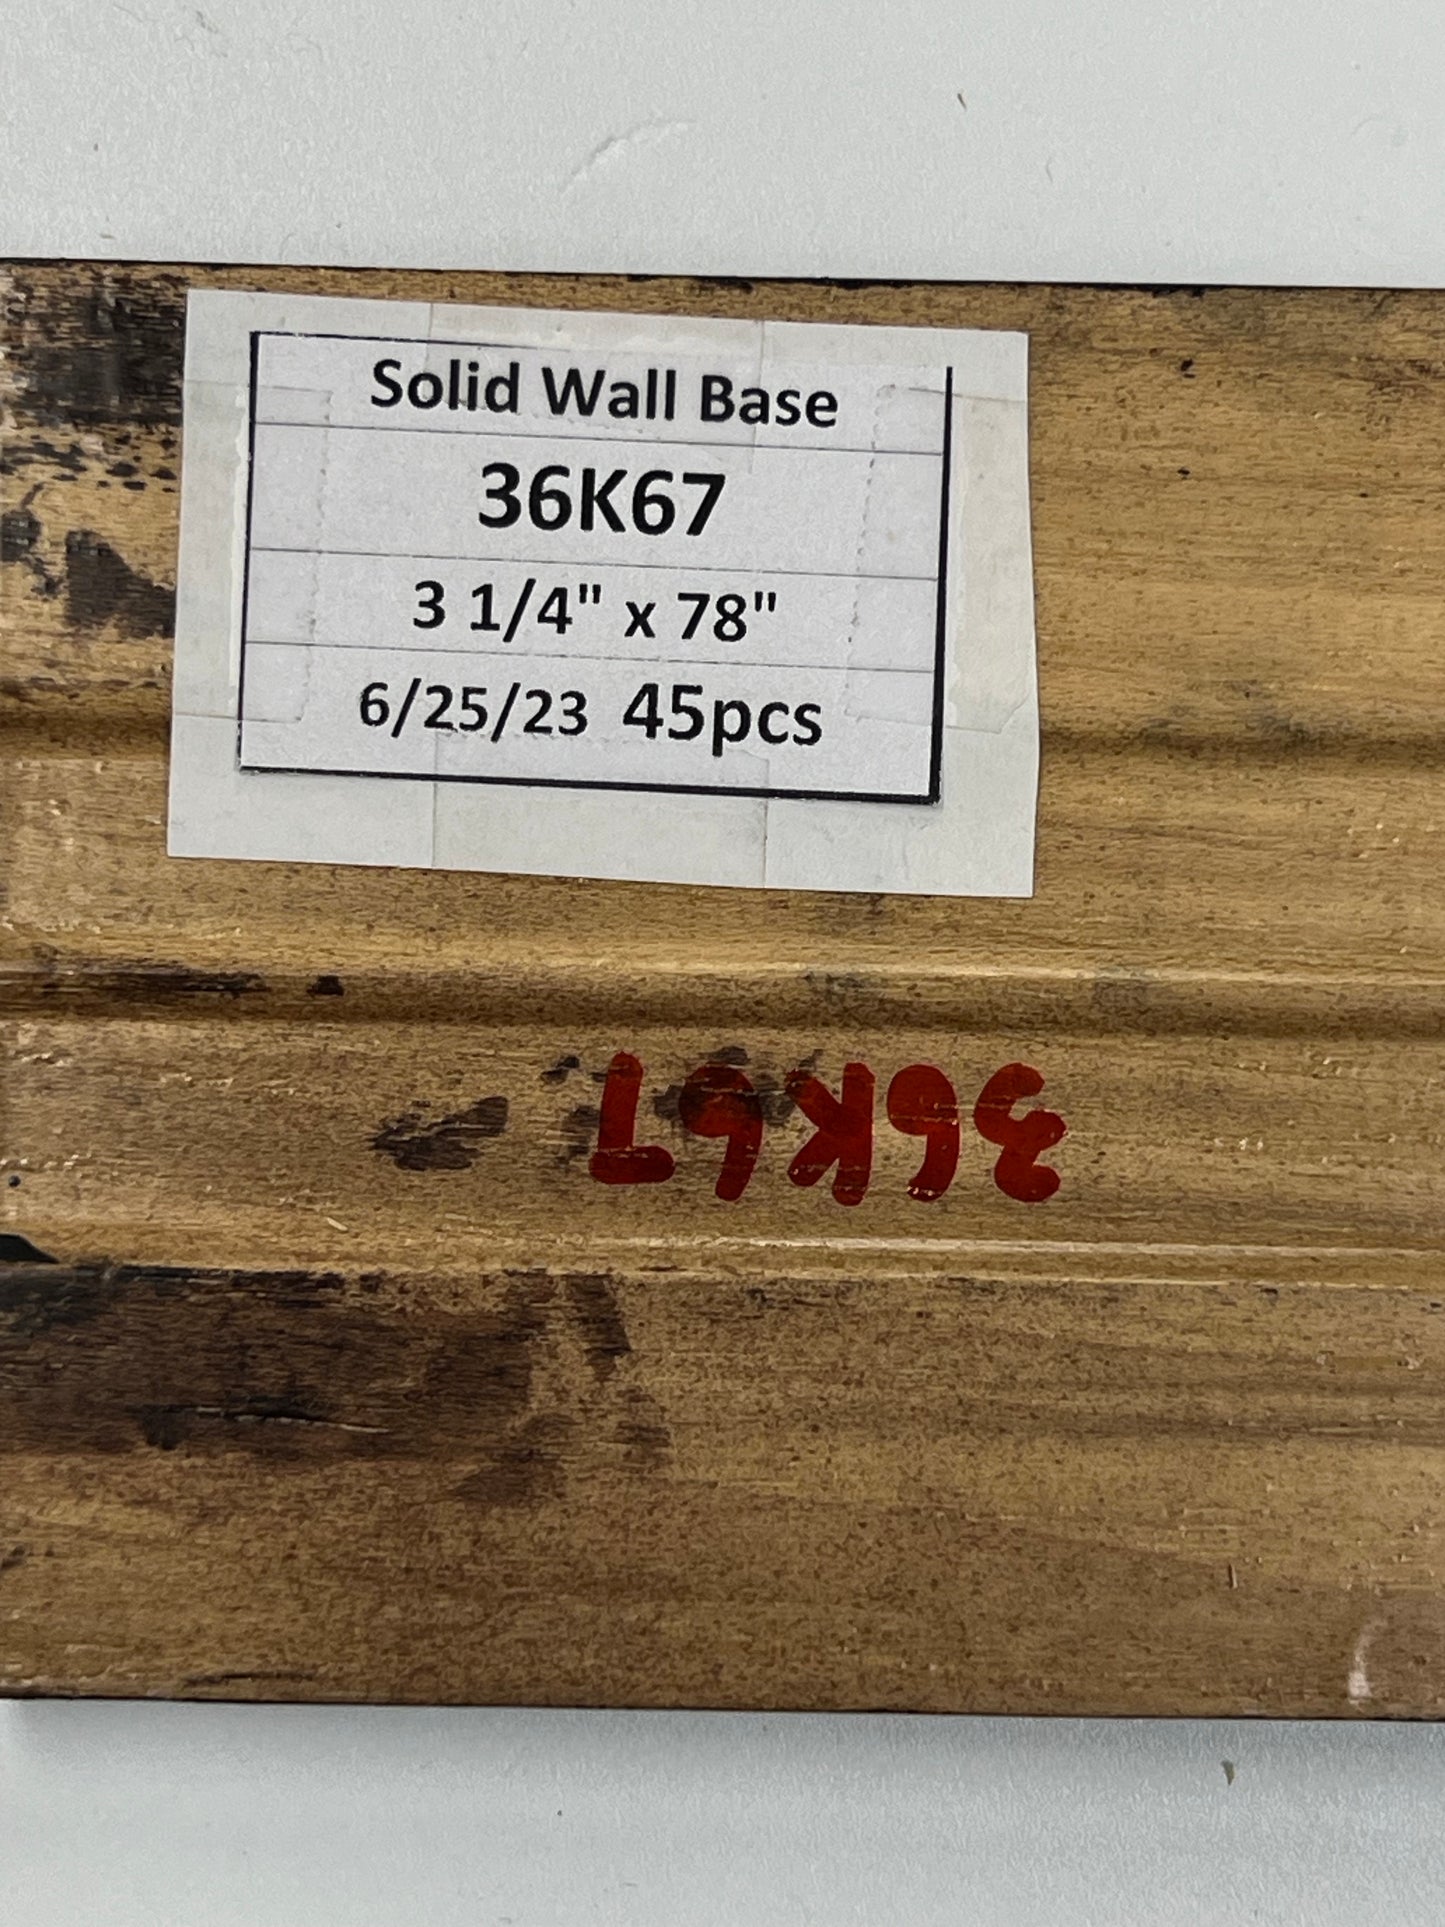 Solid Wall Base
36K67
3 1/4" x 78"
6/25/23 45pcs
36K67